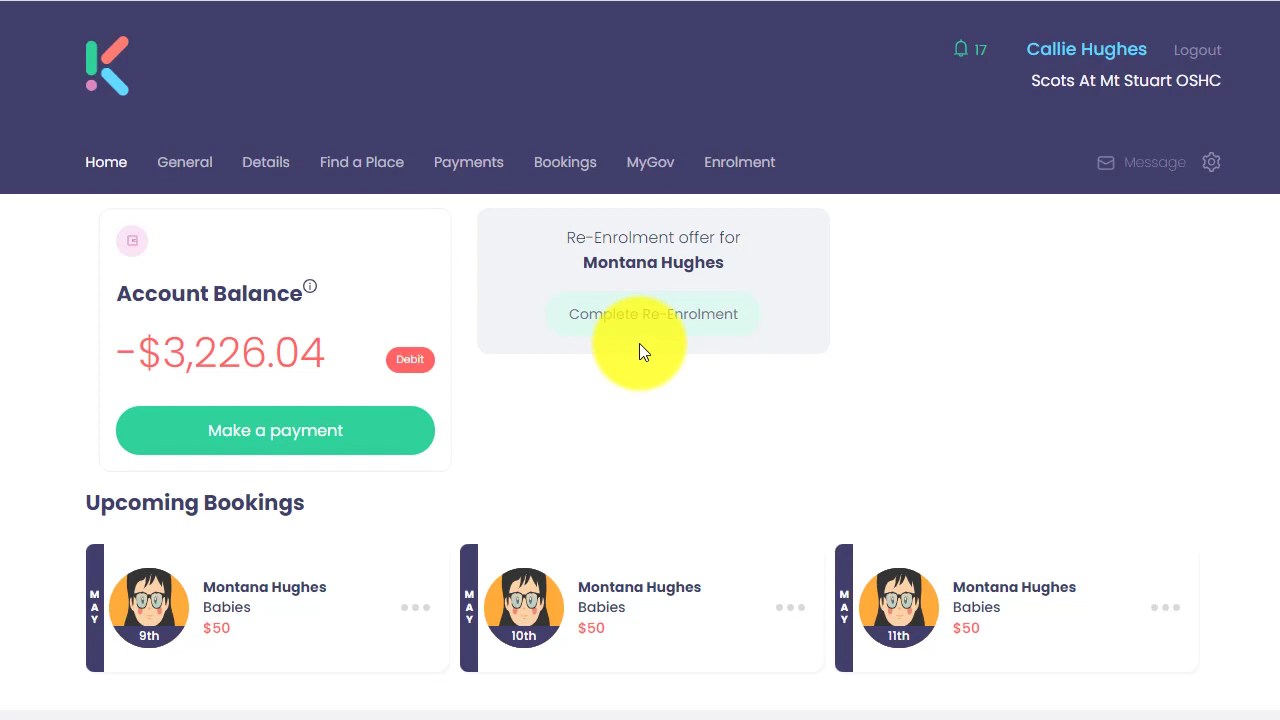 17
Callie Hughes
Logout
Scots At Mt Stuart OSHC
Home
General
Details
Find a Place
Payments
Bookings
MyGov
Enrolment
Message
Account Balance
-$3,226.04
Debit
Make a payment
Re-Enrolment offer for
Montana Hughes
Complete Re-Enrolment
Upcoming Bookings
MAY
9th
Montana Hughes
Babies
$50
MAY
10th
Montana Hughes
Babies
$50
MAY
11th
Montana Hughes
Babies
$50